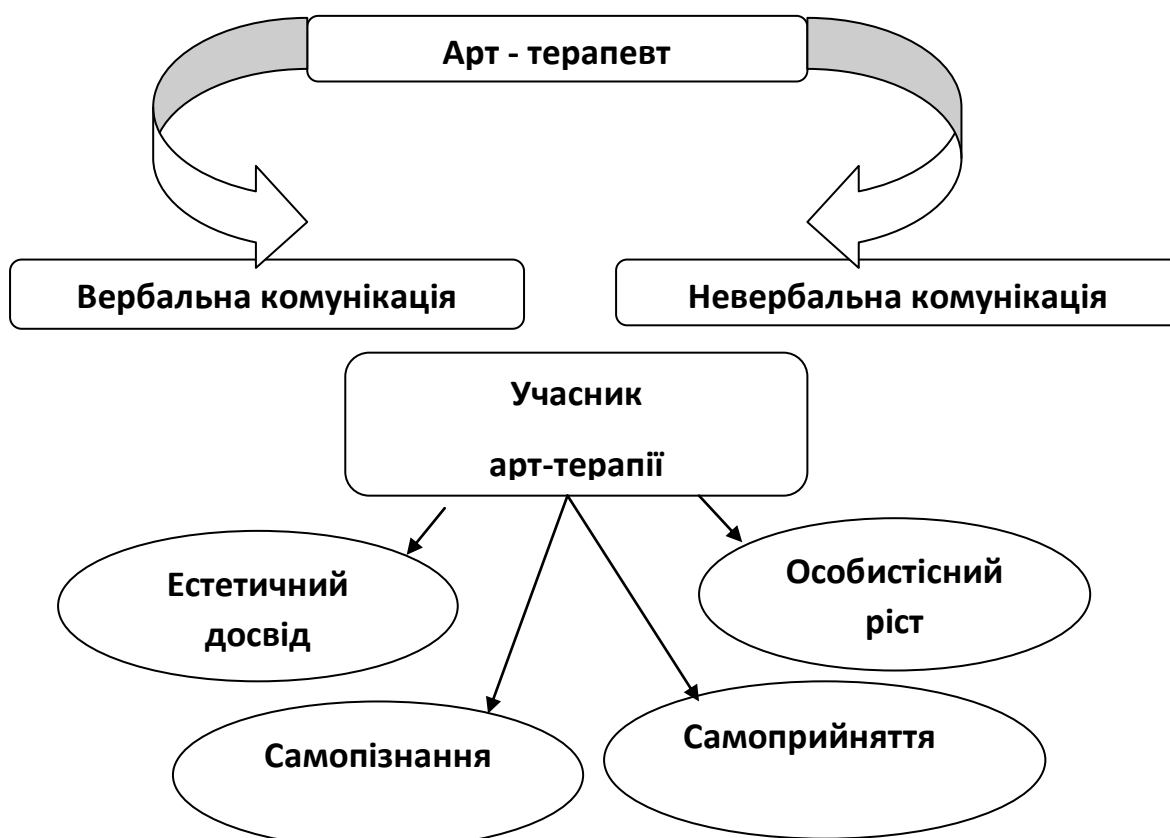 Арт - терапевт
Вербальна комунікація
Невербальна комунікація
Учасник
арт-терапії
Естетичний
досвід
Особистісний
ріст
Самопізнання
Самоприйняття